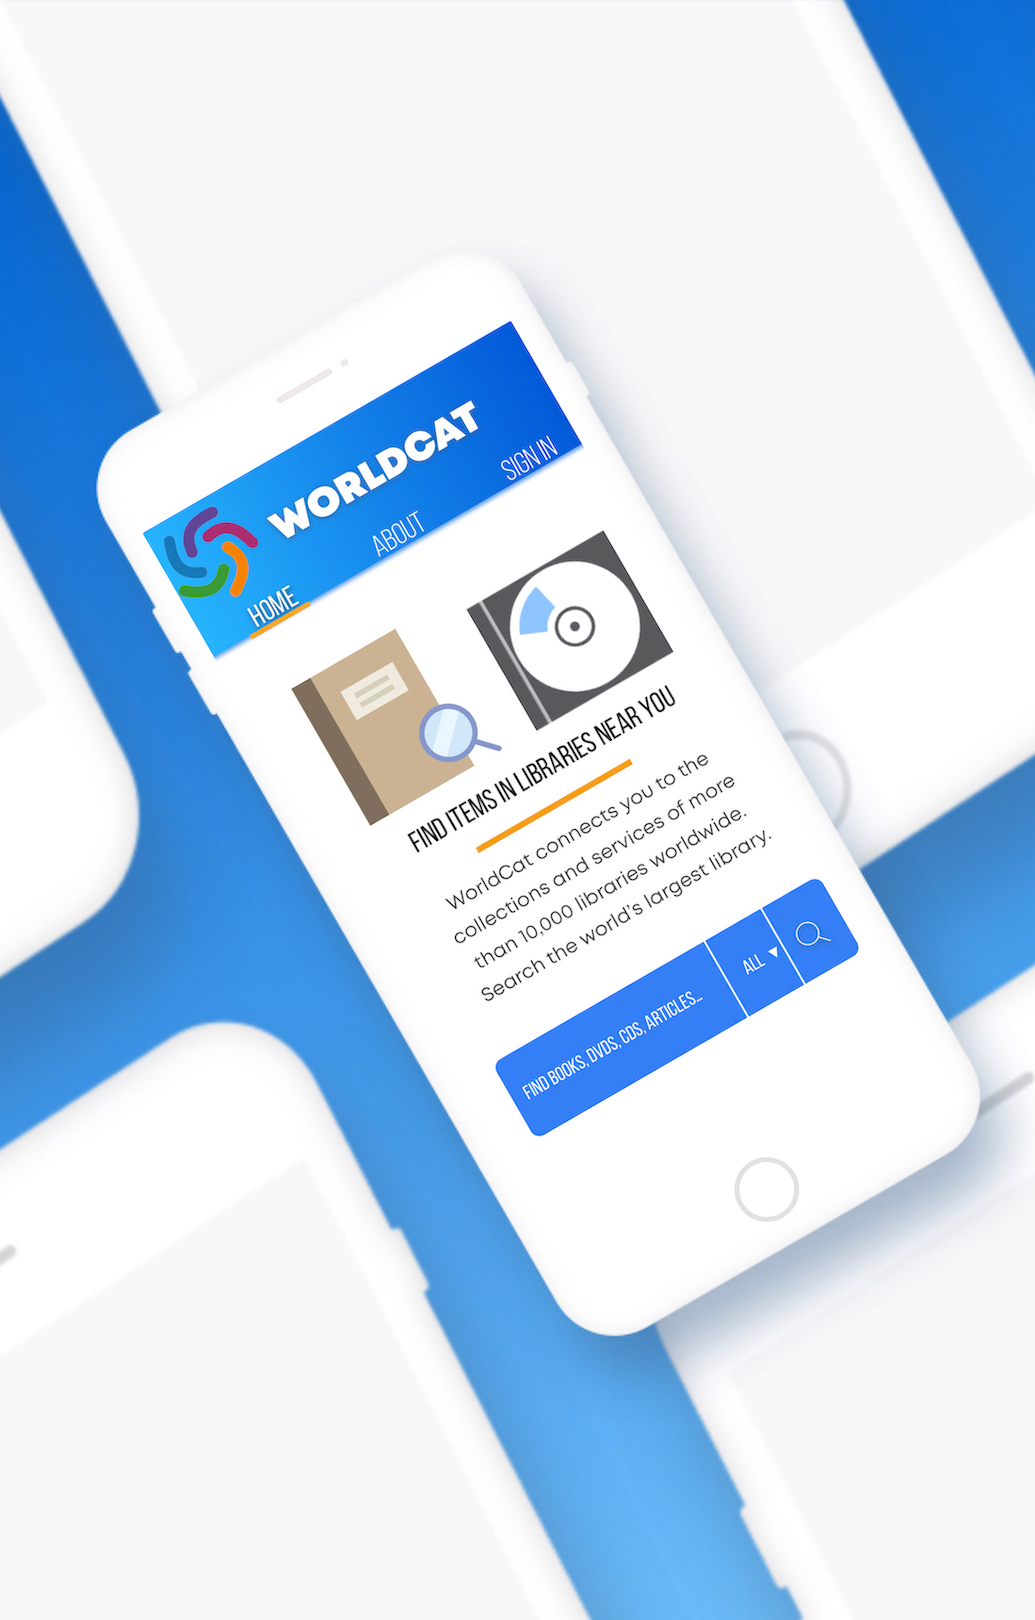 WORLDCAT
HOME
ABOUT
SIGN IN
FIND ITEMS IN LIBRARIES NEAR YOU
WorldCat connects you to the
collections and services of more
than 10,000 libraries worldwide.
Search the world's largest library.
FIND BOOKS, DVDS, CDS, ARTICLES...
ALL ▼